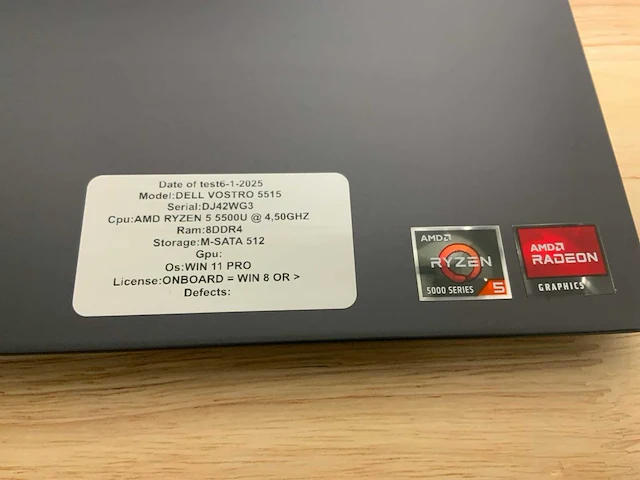 Date of test6-1-2025
Model:DELL VOSTRO 5515
Serial:DJ42WG3
Cpu:AMD RYZEN 5 5500U @ 4,50GHZ
Ram:8DDR4
Storage:M-SATA 512
Gpu:
Os:WIN 11 PRO
License:ONBOARD = WIN 8 OR >
Defects:
AMD
RYZEN
5000 SERIES 5
AMD
RADEON
GRAPHICS